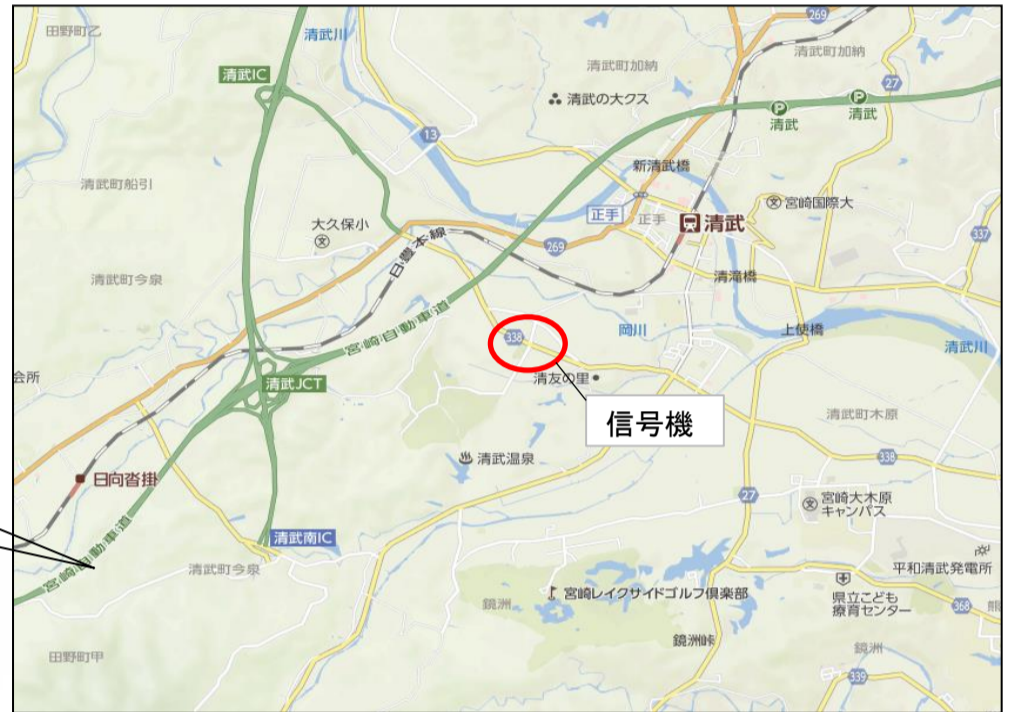 田野町乙
清武川
269
清武町加納
清武町加納
清武IC
27
清武の大クス
P
清武
P
清武
13
新清武橋
清武町船引
宮崎国際大
正手
正手
清武
大久保小
337
269
日豊本線
清武町今泉
清滝橋
宮崎自動車道
岡川
上使橋
338
清武川
会所
清武JCT
清友の里
信号機
清武町木原
清武温泉
338
日向沓掛
27
宮崎大木原
キャンパス
清武南IC
宮崎自動車道
清武町今泉
平和清武発電所
宮崎レイクサイドゴルフ倶楽部
県立こども
療育センター
鏡洲
368
熊
鏡洲峠
鏡洲
田野町甲
339